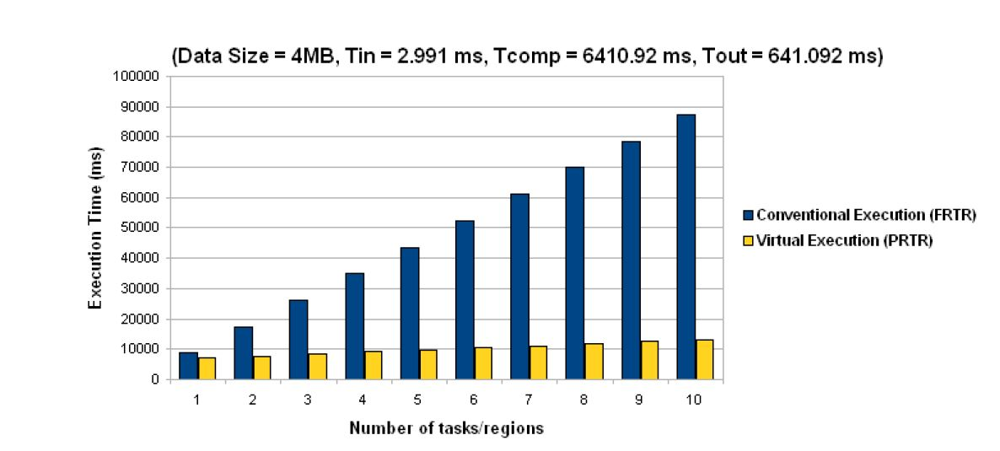 (Data Size = 4MB, Tin = 2.991 ms, Tcomp = 6410.92 ms, Tout = 641.092 ms)
100000
90000
80000
70000
60000
50000
40000
30000
20000
10000
0
Execution Time (ms)
1 2 3 4 5 6 7 8 9 10
Number of tasks/regions
Conventional Execution (FRTR)
Virtual Execution (PRTR)